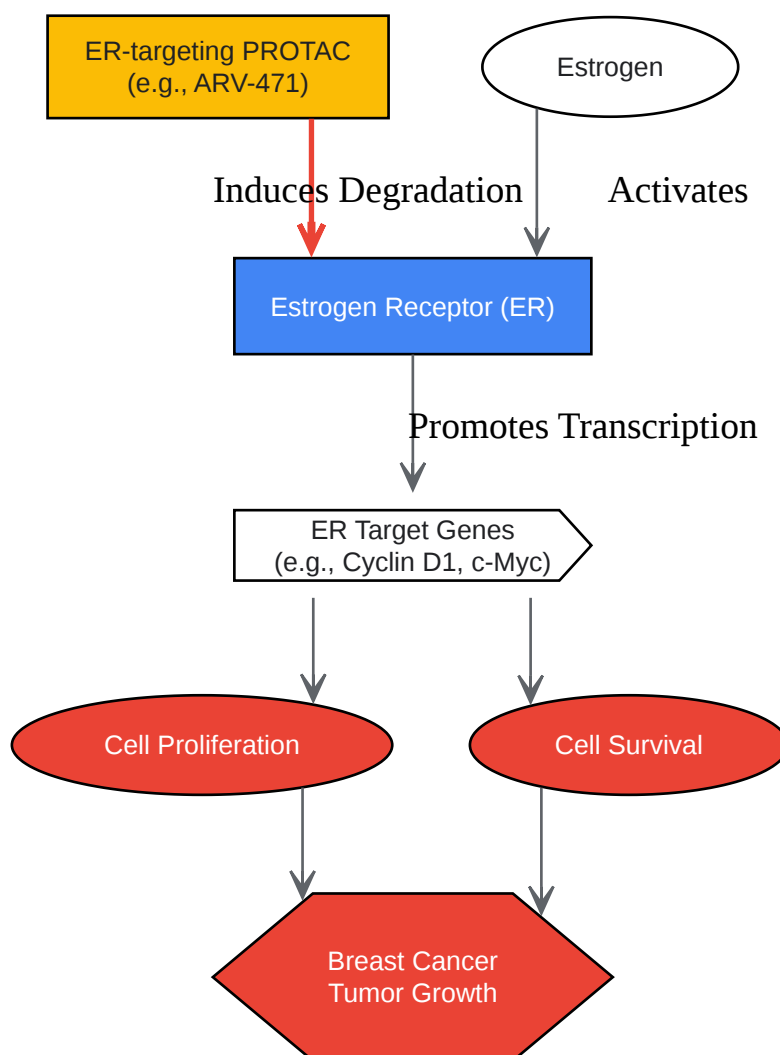 ER-targeting PROTAC
(e.g., ARV-471)
Estrogen
Induces Degradation
Activates
Estrogen Receptor (ER)
Promotes Transcription
ER Target Genes
(e.g., Cyclin D1, c-Myc)
Cell Proliferation
Cell Survival
Breast Cancer
Tumor Growth